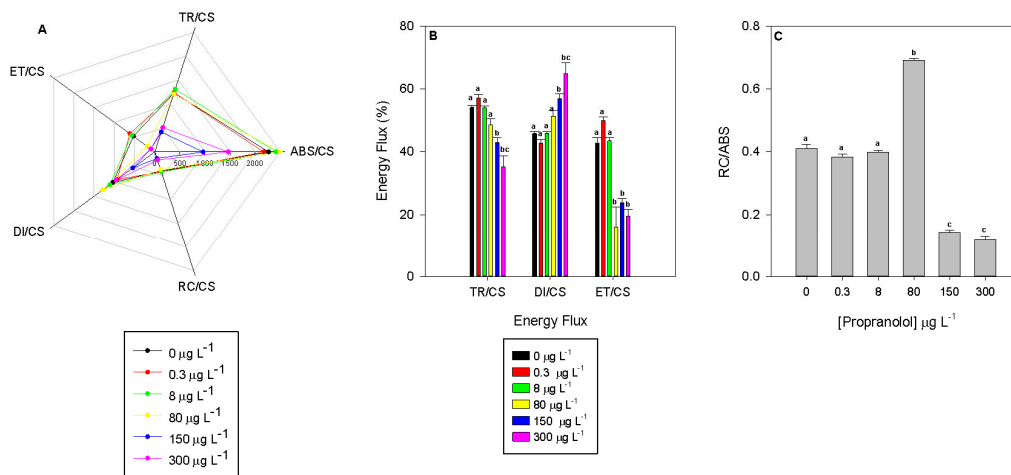 A
TR/CS
ET/CS
ABS/CS
0 500 1000 1500 2000
DI/CS
RC/CS
0 µg L-1
0.3 µg L-1
8 µg L-1
80 µg L-1
150 µg L-1
300 µg L-1
B
Energy Flux (%)
80
60
40
20
0
a a a a b bc
a a a a b bc
a a a b b b
TR/CS DI/CS ET/CS
Energy Flux
0 µg L-1
0.3 µg L-1
8 µg L-1
80 µg L-1
150 µg L-1
300 µg L-1
C
RC/ABS
0.8
0.6
0.4
0.2
0.0
a a a b c c
0 0.3 8 80 150 300
[Propranolol] µg L-1